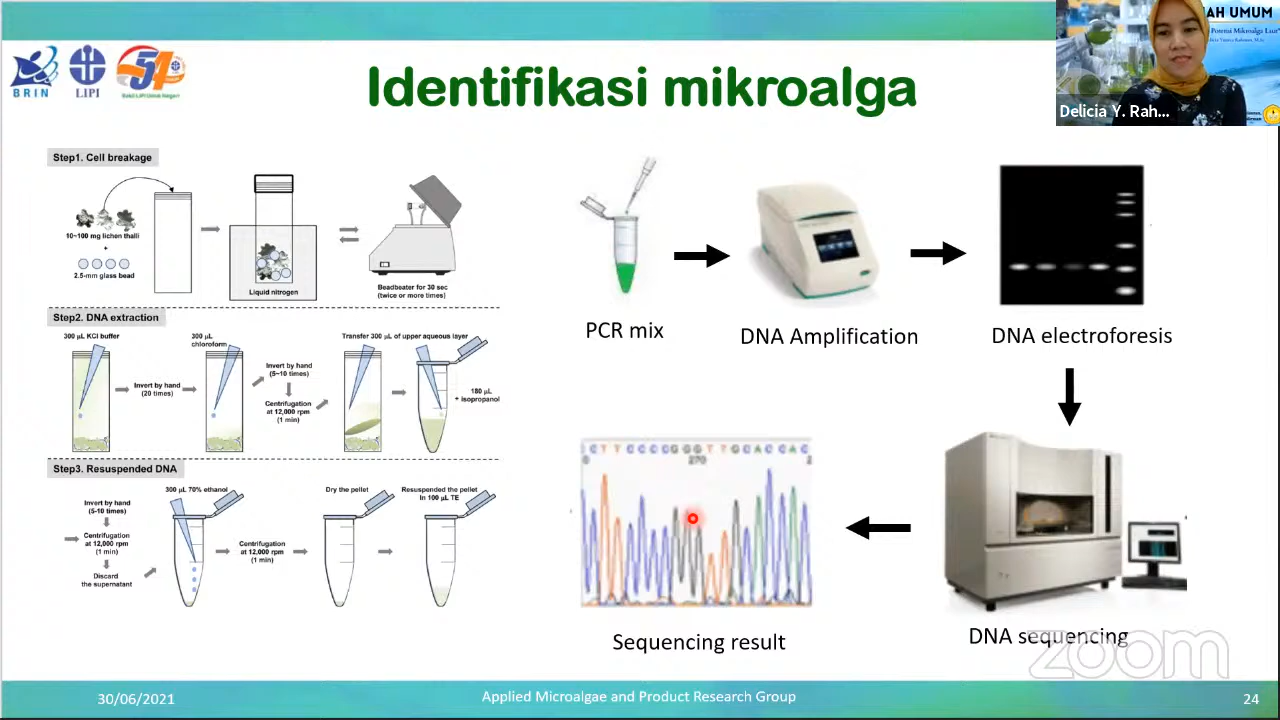 AH UMUM
Potensi Mikroalga Laut"
Delicia Y. Rah...
BRIN
LIPI
Identifikasi mikroalga
Step1. Cell breakage
10~100 mg lichen thalli
+
2.5-mm glass bead
Liquid nitrogen
Beadbeater for 30 sec
(twice or more times)
Step2. DNA extraction
300 µL KCl buffer
Invert by hand
(20 times)
300 µL
chloroform
Invert by hand
(5~10 times)
Centrifugation
at 12,000 rpm
(1 min)
Transfer 300 µL of upper aqueous layer
180 µL
+ Isopropanol
Step3. Resuspended DNA
Invert by hand
(5-10 times)
Centrifugation
at 12,000 rpm
(1 min)
Discard
the supernatant
300 µL 70% ethanol
Centrifugation
at 12,000 rpm
(1 min)
Dry the pellet
Resuspended the pellet
In 100 µL TE
PCR mix
DNA Amplification
DNA electroforesis
DNA sequencing
C T T C C C C G G G T T G C A C C A C
270
Sequencing result
zoom
30/06/2021
Applied Microalgae and Product Research Group
24